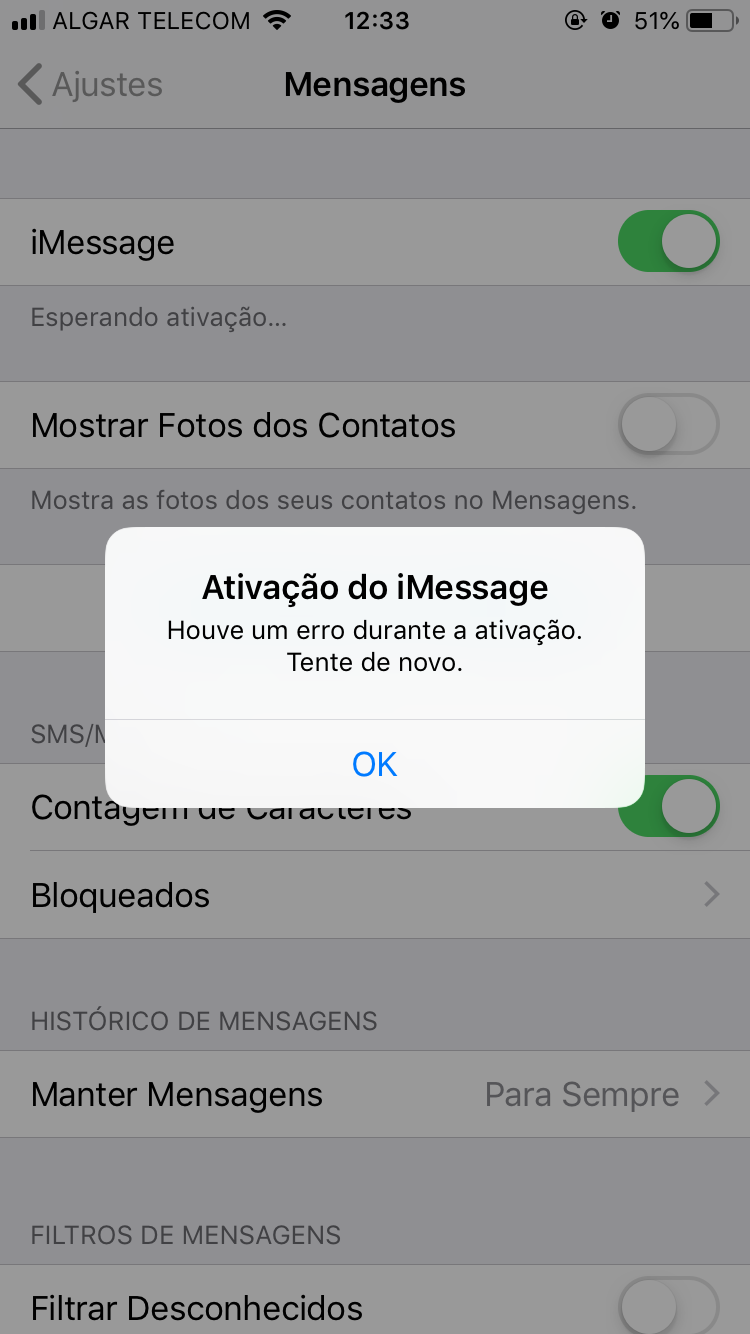 ALGAR TELECOM 12:33 51%
Ajustes Mensagens
iMessage
Esperando ativação...
Mostrar Fotos dos Contatos
Mostra as fotos dos seus contatos no Mensagens.
Ativação do iMessage
Houve um erro durante a ativação.
Tente de novo.
SMS/M
OK
Contagem de Caracteres
Bloqueados
HISTÓRICO DE MENSAGENS
Manter Mensagens Para Sempre
FILTROS DE MENSAGENS
Filtrar Desconhecidos